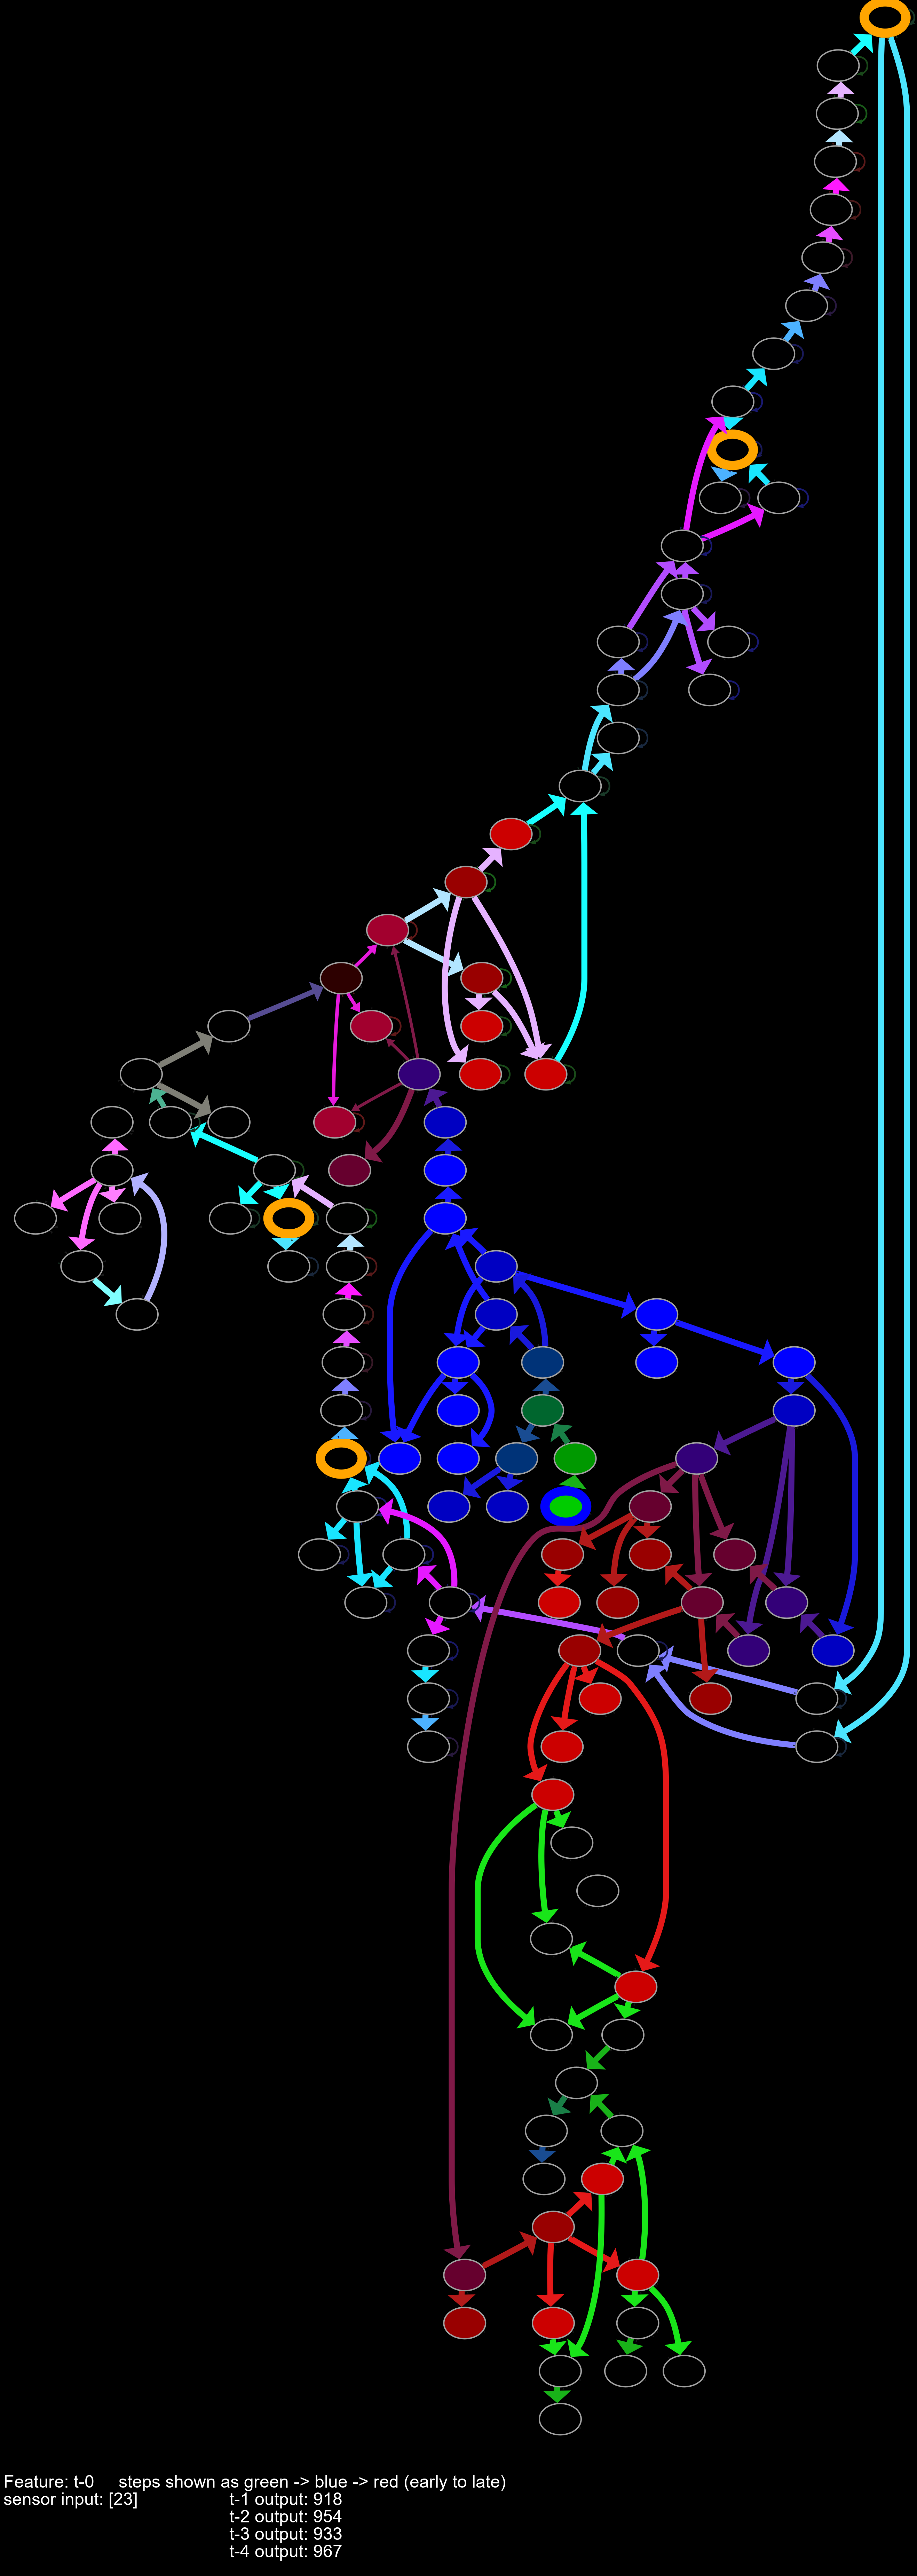 Feature: t-0 steps shown as green -> blue -> red (early to late)
sensor input: [23] t-1 output: 918
t-2 output: 954
t-3 output: 933
t-4 output: 967